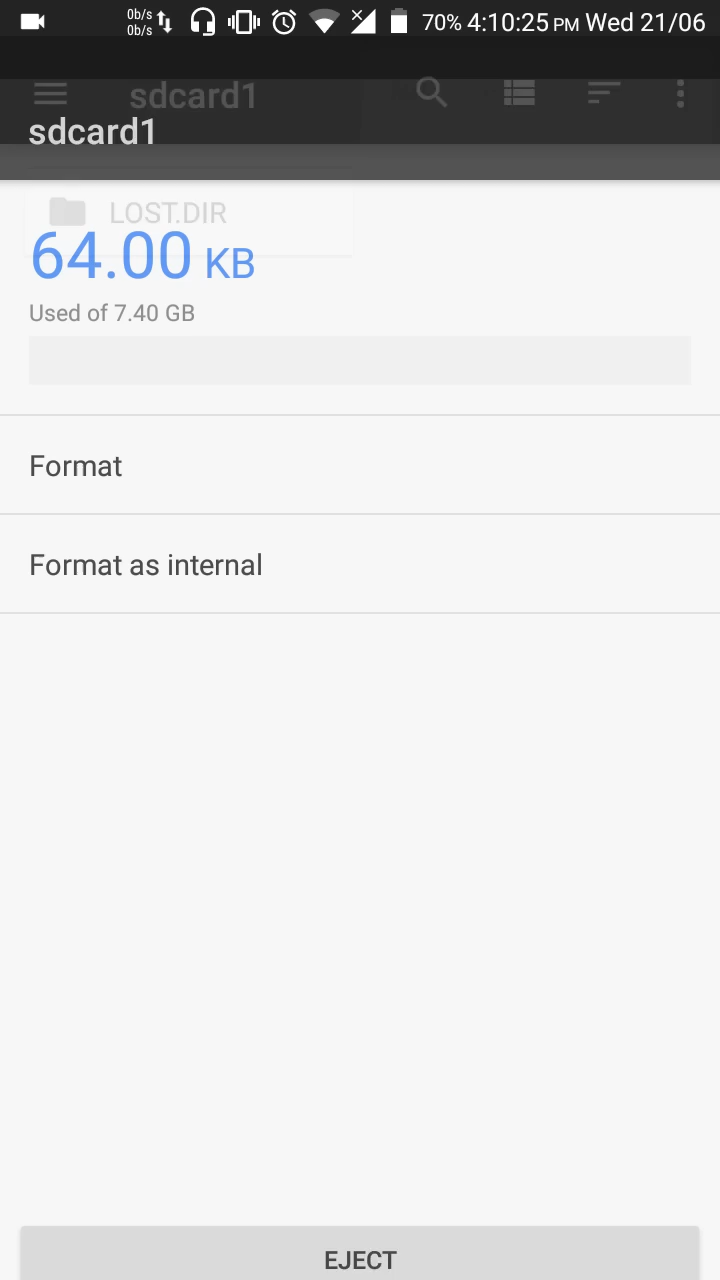 0b/s
0b/s
70% 4:10:25 PM Wed 21/06
sdcard1
sdcard1
LOST.DIR
64.00 KB
Used of 7.40 GB
Format
Format as internal
EJECT